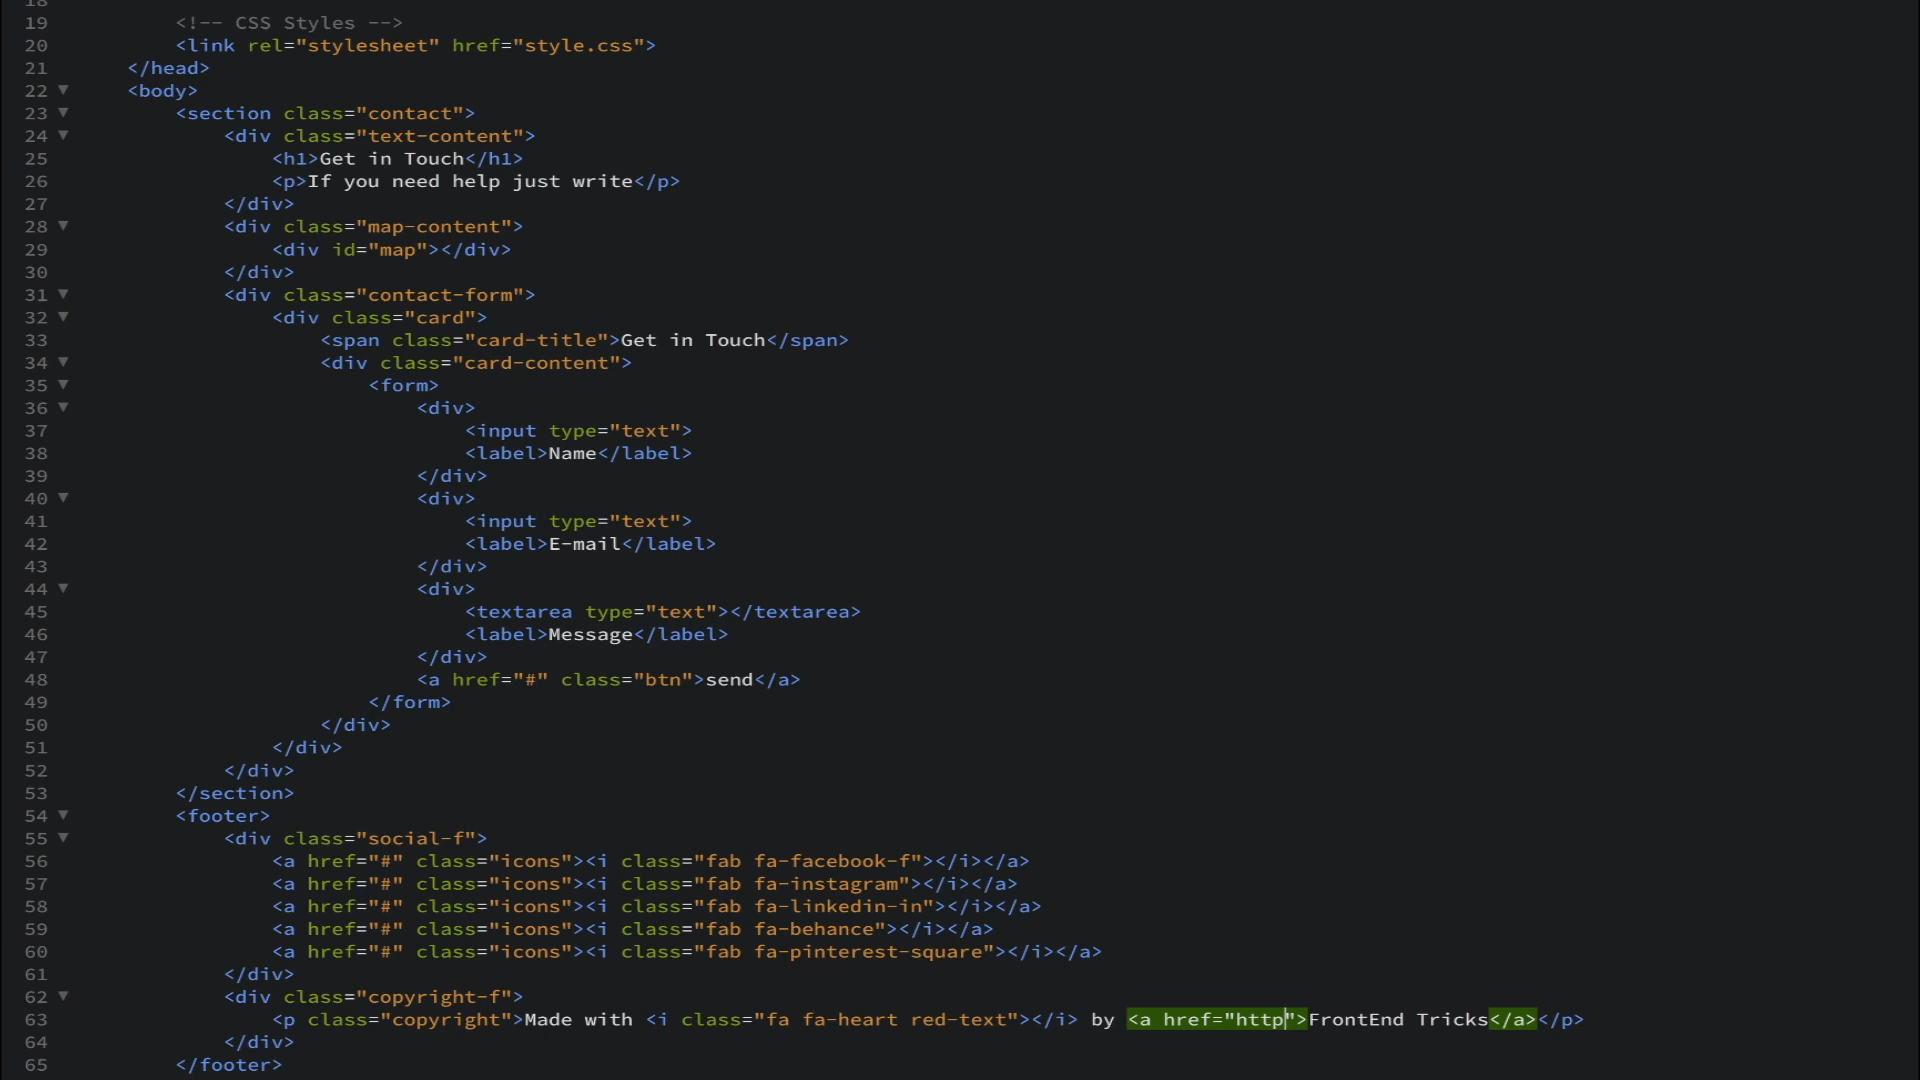 18
19 <!-- CSS Styles -->
20 <link rel="stylesheet" href="style.css">
21 </head>
22 ▼ <body>
23 ▼ <section class="contact">
24 ▼ <div class="text-content">
25 <h1>Get in Touch</h1>
26 <p>If you need help just write</p>
27 </div>
28 ▼ <div class="map-content">
29 <div id="map"></div>
30 </div>
31 ▼ <div class="contact-form">
32 ▼ <div class="card">
33 <span class="card-title">Get in Touch</span>
34 ▼ <div class="card-content">
35 ▼ <form>
36 ▼ <div>
37 <input type="text">
38 <label>Name</label>
39 </div>
40 ▼ <div>
41 <input type="text">
42 <label>E-mail</label>
43 </div>
44 ▼ <div>
45 <textarea type="text"></textarea>
46 <label>Message</label>
47 </div>
48 <a href="#" class="btn">send</a>
49 </form>
50 </div>
51 </div>
52 </div>
53 </section>
54 ▼ <footer>
55 ▼ <div class="social-f">
56 <a href="#" class="icons"><i class="fab fa-facebook-f"></i></a>
57 <a href="#" class="icons"><i class="fab fa-instagram"></i></a>
58 <a href="#" class="icons"><i class="fab fa-linkedin-in"></i></a>
59 <a href="#" class="icons"><i class="fab fa-behance"></i></a>
60 <a href="#" class="icons"><i class="fab fa-pinterest-square"></i></a>
61 </div>
62 ▼ <div class="copyright-f">
63 <p class="copyright">Made with <i class="fa fa-heart red-text"></i> by <a href="http">FrontEnd Tricks</a></p>
64 </div>
65 </footer>